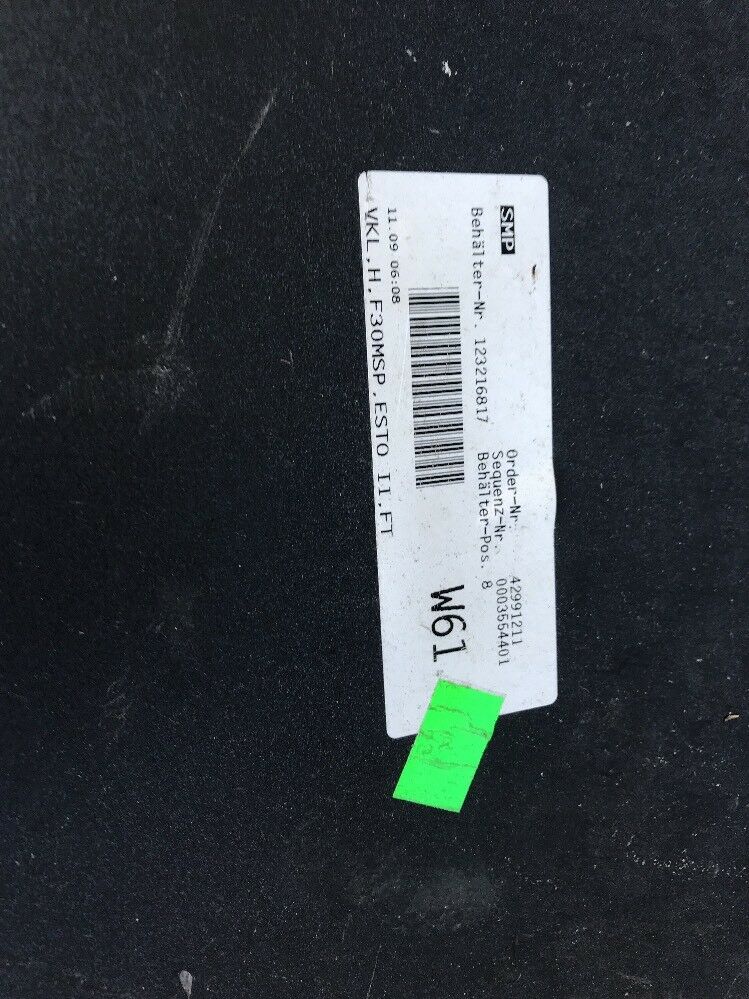 SMP
Behälter-Nr. 123216817
Order-Nr. 42991211
Sequenz-Nr. 0003554401
Behälter-Pos. 8
W61
11.09 06:08
VKL,H,F30MSP,ESTO II,FT